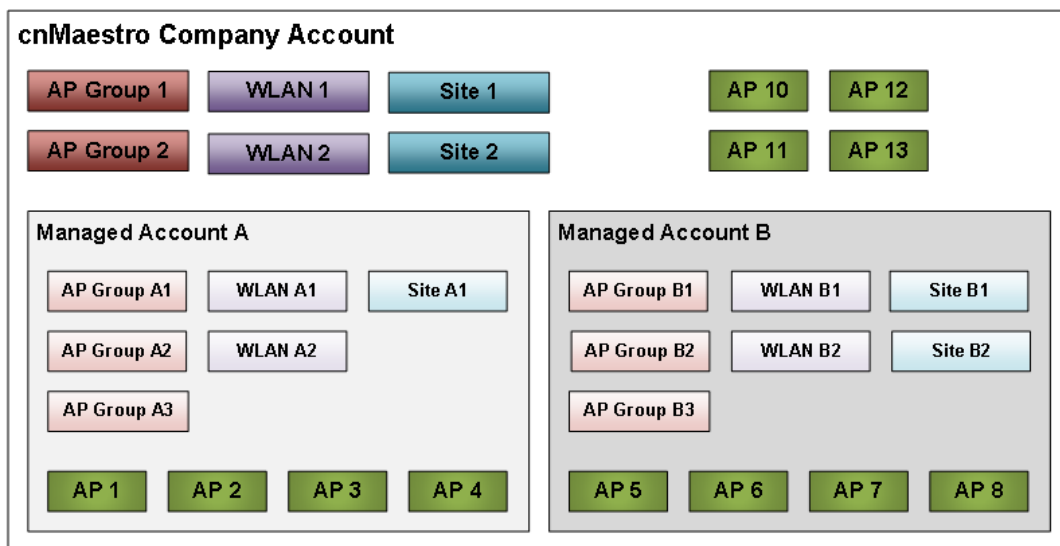 cnMaestro Company Account
AP Group 1 WLAN 1 Site 1 AP 10 AP 12
AP Group 2 WLAN 2 Site 2 AP 11 AP 13
Managed Account A
AP Group A1 WLAN A1 Site A1
AP Group A2 WLAN A2
AP Group A3
AP 1 AP 2 AP 3 AP 4
Managed Account B
AP Group B1 WLAN B1 Site B1
AP Group B2 WLAN B2 Site B2
AP Group B3
AP 5 AP 6 AP 7 AP 8